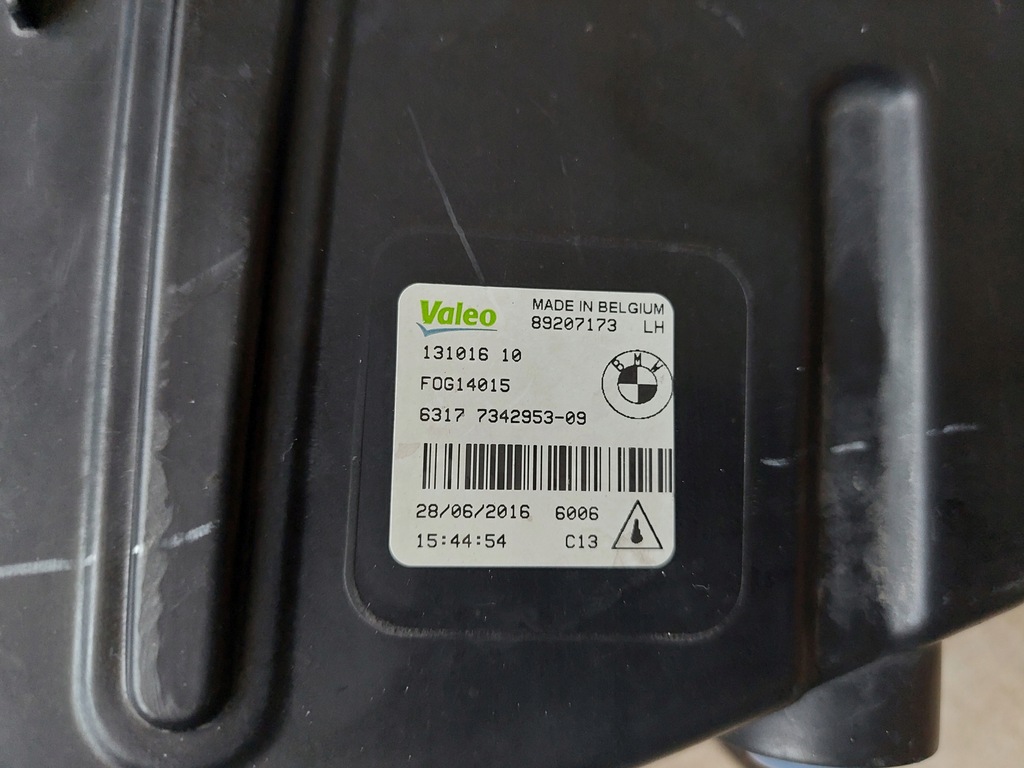 Valeo
MADE IN BELGIUM
89207173 LH
131016 10
FOG14015
BMW
6317 7342953-09
28/06/2016 6006
15:44:54 C13